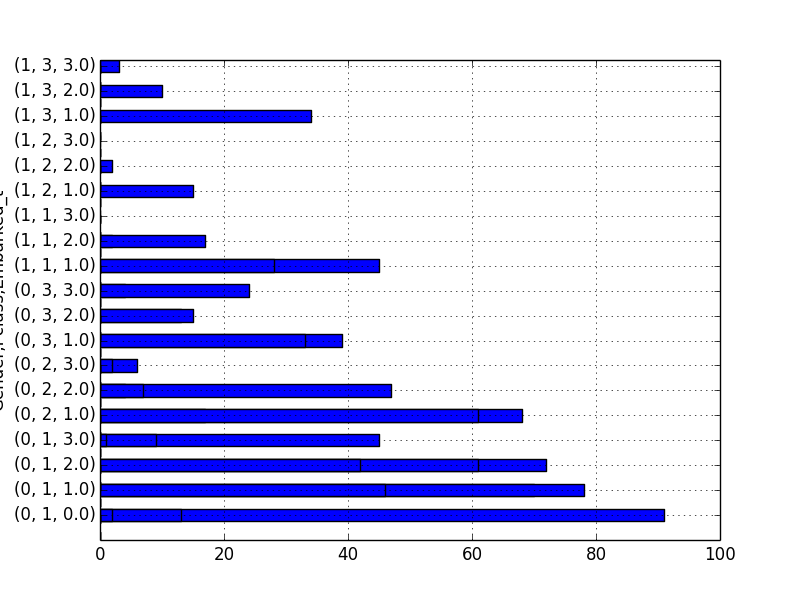 (1, 3, 3.0)
(1, 3, 2.0)
(1, 3, 1.0)
(1, 2, 3.0)
(1, 2, 2.0)
(1, 2, 1.0)
(1, 1, 3.0)
(1, 1, 2.0)
(1, 1, 1.0)
(0, 3, 3.0)
(0, 3, 2.0)
(0, 3, 1.0)
(0, 2, 3.0)
(0, 2, 2.0)
(0, 2, 1.0)
(0, 1, 3.0)
(0, 1, 2.0)
(0, 1, 1.0)
(0, 1, 0.0)
0 20 40 60 80 100